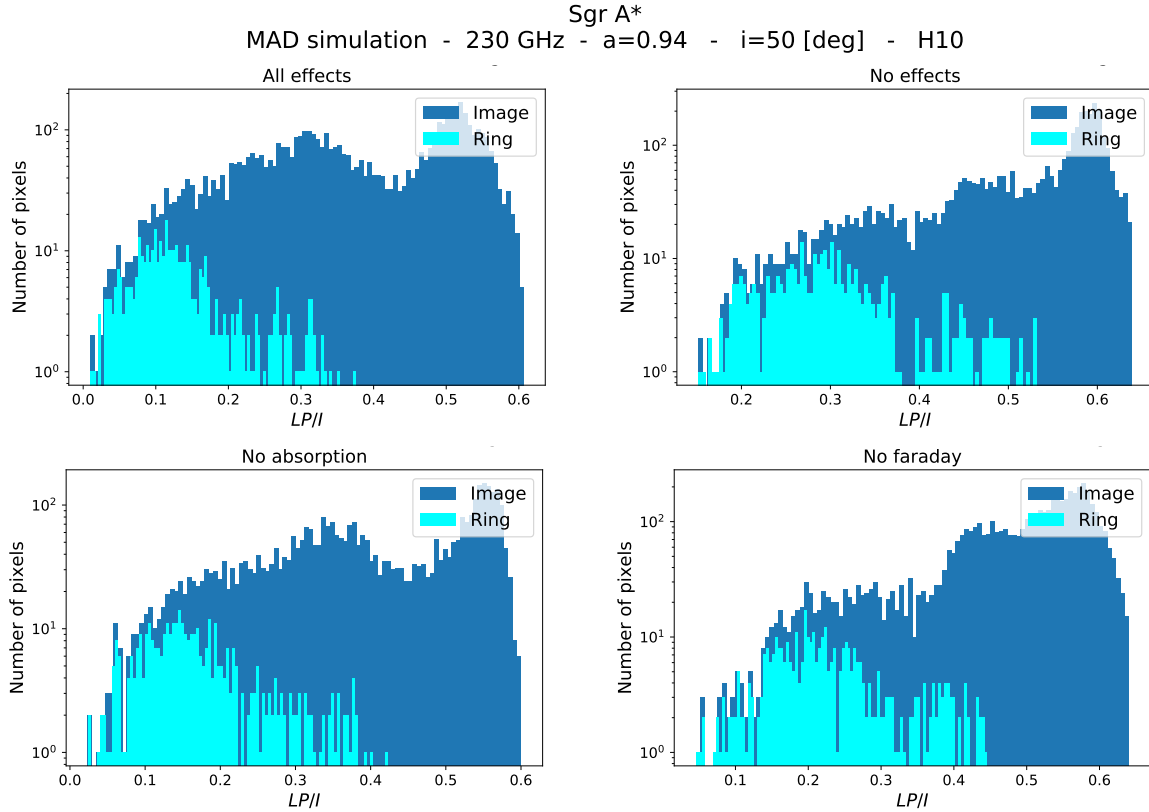 Sgr A*
MAD simulation - 230 GHz - a=0.94 - i=50 [deg] - H10
All effects
Number of pixels
10²
10¹
10⁰
Image
Ring
0.0 0.1 0.2 0.3 0.4 0.5 0.6
LP/I
No effects
Number of pixels
10²
10¹
10⁰
Image
Ring
0.2 0.3 0.4 0.5 0.6
LP/I
No absorption
Number of pixels
10²
10¹
10⁰
Image
Ring
0.0 0.1 0.2 0.3 0.4 0.5 0.6
LP/I
No faraday
Number of pixels
10²
10¹
10⁰
Image
Ring
0.1 0.2 0.3 0.4 0.5 0.6
LP/I